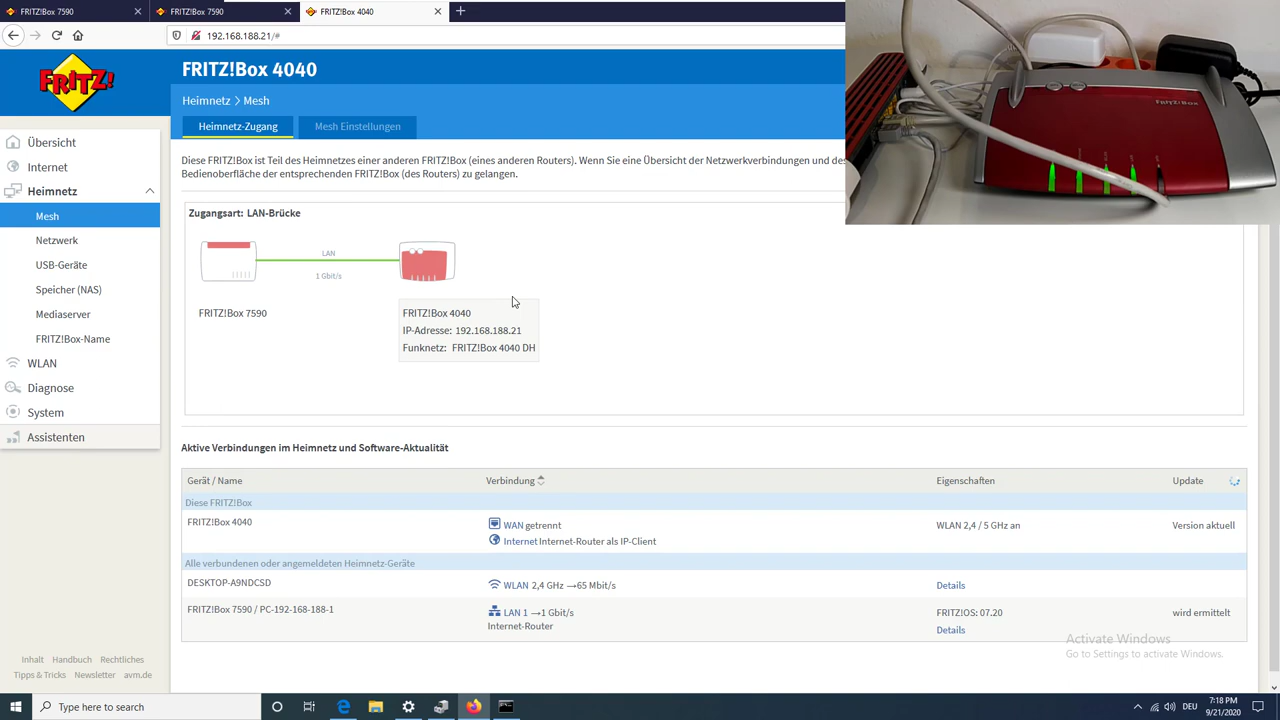 FRITZ!Box 7590
FRITZ!Box 7590
FRITZ!Box 4040
192.168.188.21/#
FRITZ!
FRITZ!Box 4040
Heimnetz > Mesh
Heimnetz-Zugang
Mesh Einstellungen
Übersicht
Internet
Heimnetz
Mesh
Netzwerk
USB-Geräte
Speicher (NAS)
Mediaserver
FRITZ!Box-Name
WLAN
Diagnose
System
Assistenten
Inhalt Handbuch Rechtliches
Tipps & Tricks Newsletter avm.de
Diese FRITZ!Box ist Teil des Heimnetzes einer anderen FRITZ!Box (eines anderen Routers). Wenn Sie eine Übersicht der Netzwerkverbindungen und des
Bedienoberfläche der entsprechenden FRITZ!Box (des Routers) zu gelangen.
Zugangsart: LAN-Brücke
LAN
1 Gbit/s
FRITZ!Box 7590
FRITZ!Box 4040
IP-Adresse: 192.168.188.21
Funknetz: FRITZ!Box 4040 DH
Aktive Verbindungen im Heimnetz und Software-Aktualität
Gerät / Name Verbindung Eigenschaften Update
Diese FRITZ!Box
FRITZ!Box 4040 WAN getrennt WLAN 2,4 / 5 GHz an Version aktuell
Internet Internet-Router als IP-Client
Alle verbundenen oder angemeldeten Heimnetz-Geräte
DESKTOP-A9NDCSD WLAN 2,4 GHz →65 Mbit/s Details
FRITZ!Box 7590 / PC-192-168-188-1 LAN 1 →1 Gbit/s FRITZ!OS: 07.20 wird ermittelt
Internet-Router Details
Activate Windows
Go to Settings to activate Windows.
FRITZ!Box
Type here to search
DEU
7:18 PM
9/21/2020